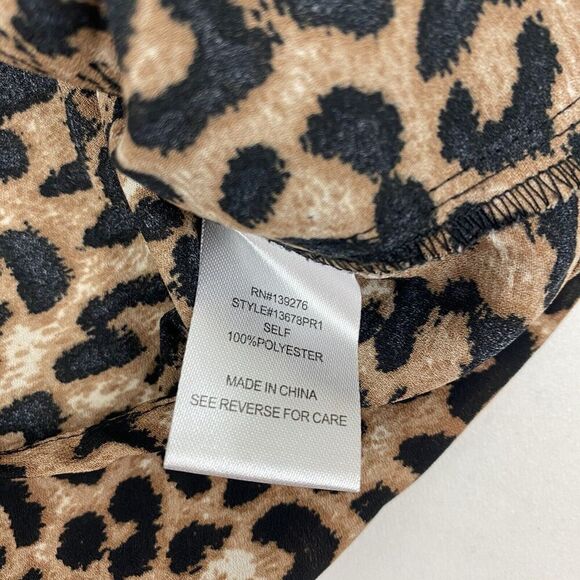 RN#139276
STYLE#13678PR1
SELF
100%POLYESTER
MADE IN CHINA
SEE REVERSE FOR CARE